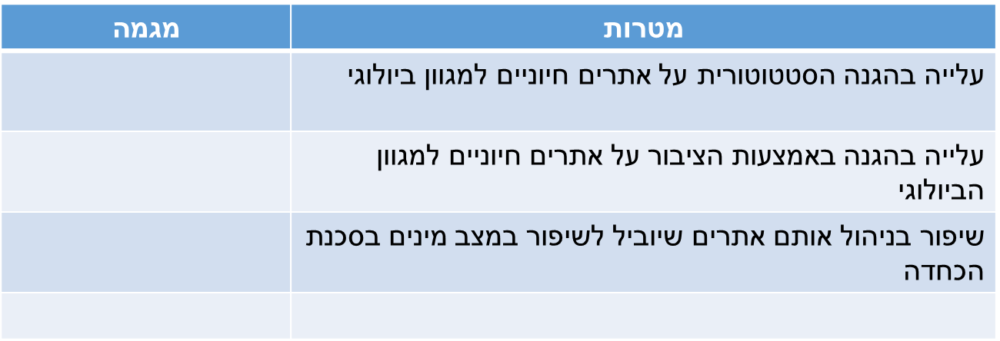 מטרות
מגמה
עלייה בהגנה הסטטוטורית על אתרים חיוניים למגוון ביולוגי
עלייה בהגנה באמצעות הציבור על אתרים חיוניים למגוון
הביולוגי
שיפור בניהול אותם אתרים שיוביל לשיפור במצב מינים בסכנת
הכחדה